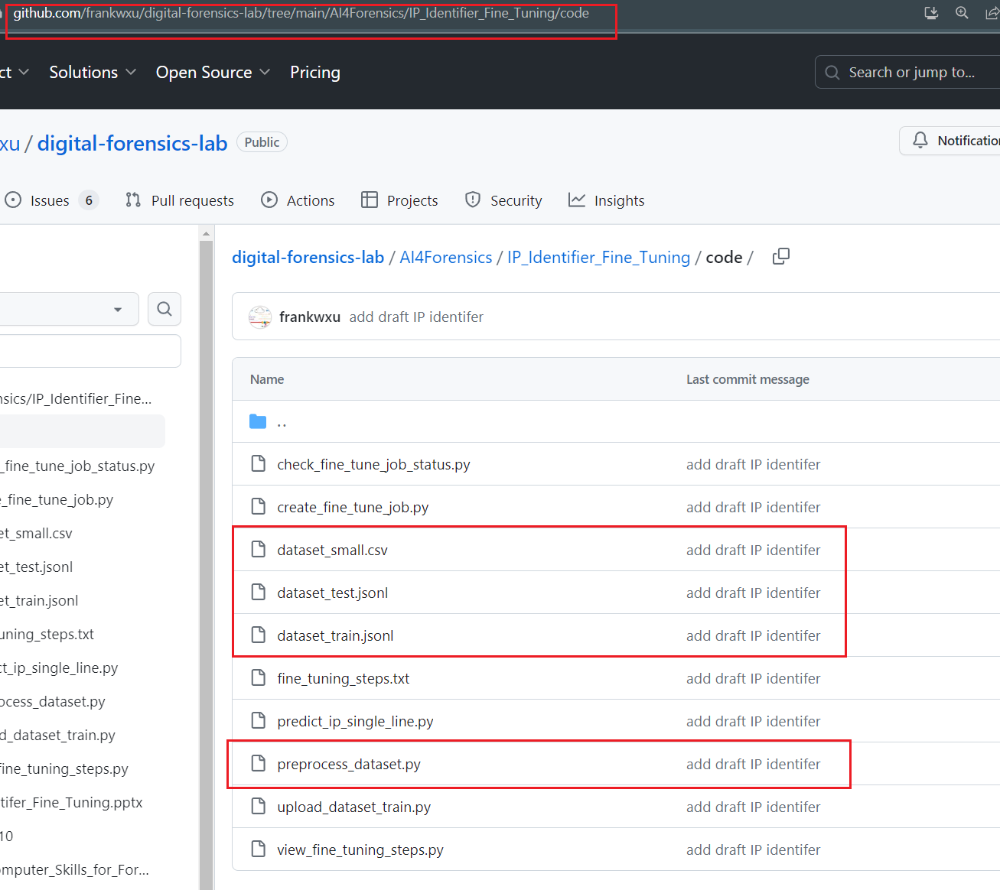 github.com/frankwxu/digital-forensics-lab/tree/main/AI4Forensics/IP_Identifier_Fine_Tuning/code
ct Solutions Open Source Pricing Search or jump to...
xu / digital-forensics-lab Public Notification
Issues 6 Pull requests Actions Projects Security Insights
digital-forensics-lab / AI4Forensics / IP_Identifier_Fine_Tuning / code /
frankwxu add draft IP identifer
Name Last commit message
..
check_fine_tune_job_status.py add draft IP identifer
create_fine_tune_job.py add draft IP identifer
dataset_small.csv add draft IP identifer
dataset_test.jsonl add draft IP identifer
dataset_train.jsonl add draft IP identifer
fine_tuning_steps.txt add draft IP identifer
predict_ip_single_line.py add draft IP identifer
preprocess_dataset.py add draft IP identifer
upload_dataset_train.py add draft IP identifer
view_fine_tuning_steps.py add draft IP identifer
nsics/IP_Identifier_Fine...
_fine_tune_job_status.py
e_fine_tune_job.py
et_small.csv
et_test.jsonl
et_train.jsonl
uning_steps.txt
ct_ip_single_line.py
ocess_dataset.py
d_dataset_train.py
fine_tuning_steps.py
tifer_Fine_Tuning.pptx
10
mputer_Skills_for_For...